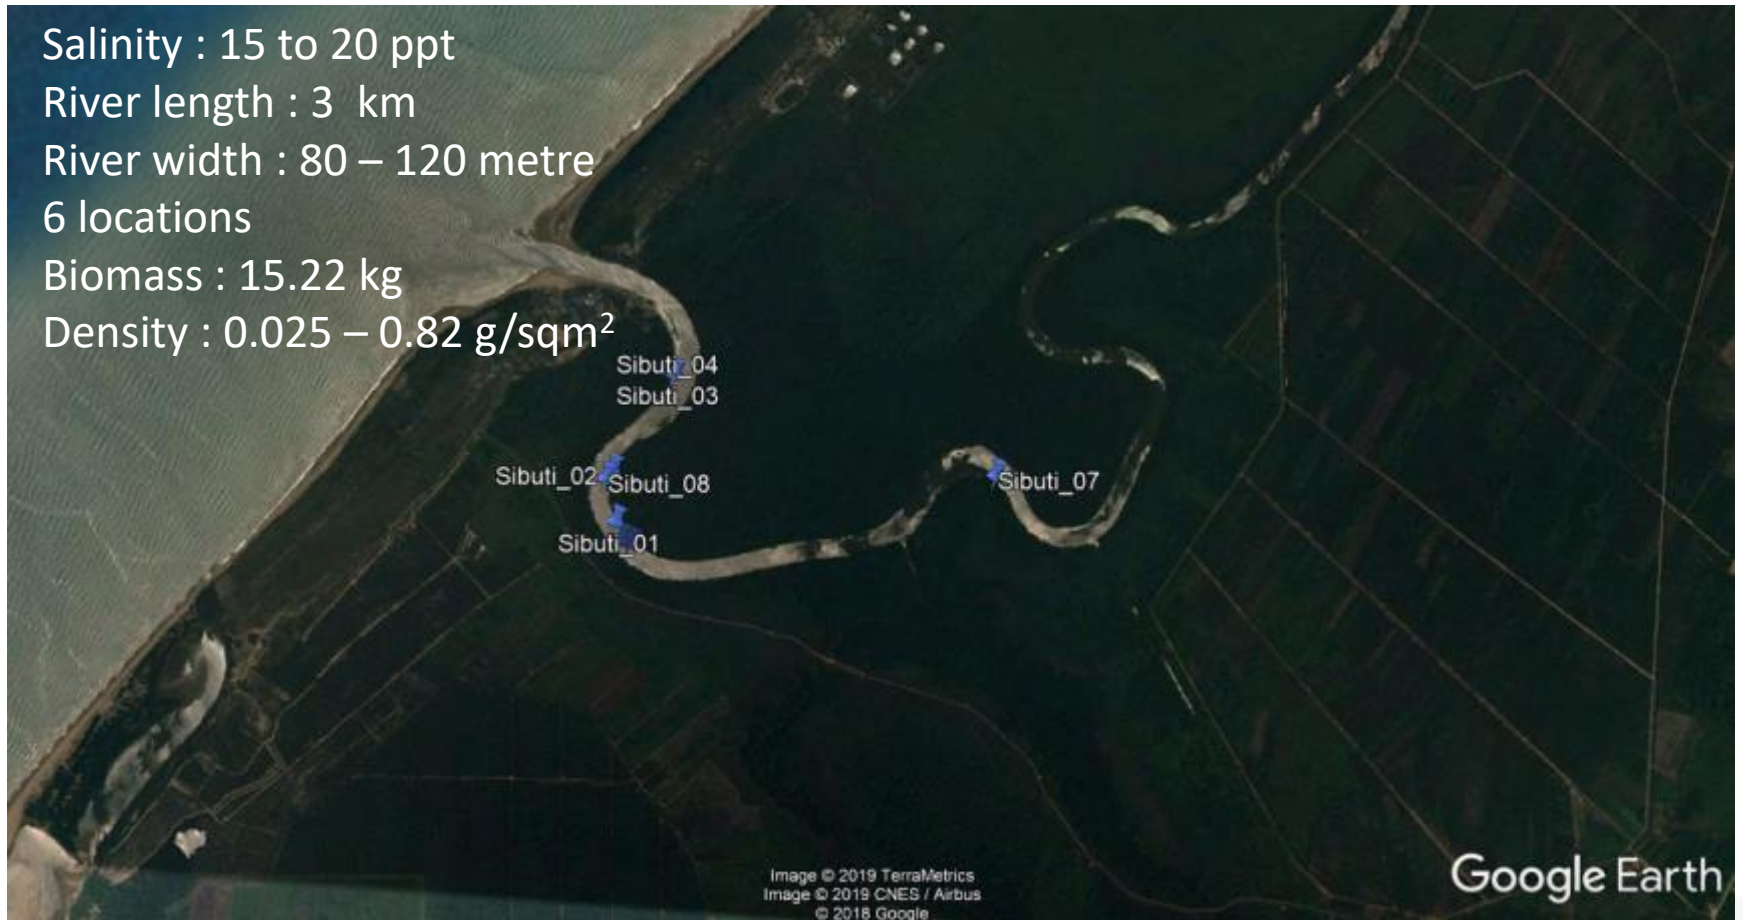 Salinity : 15 to 20 ppt
River length : 3  km
River width : 80 – 120 metre
6 locations
Biomass : 15.22 kg
Density : 0.025 – 0.82 g/sqm²
Sibuti_04
Sibuti_03
Sibuti_02
Sibuti_08
Sibuti_07
Sibuti_01
Image © 2019 TerraMetrics
Image © 2019 CNES / Airbus
© 2018 Google
Google Earth